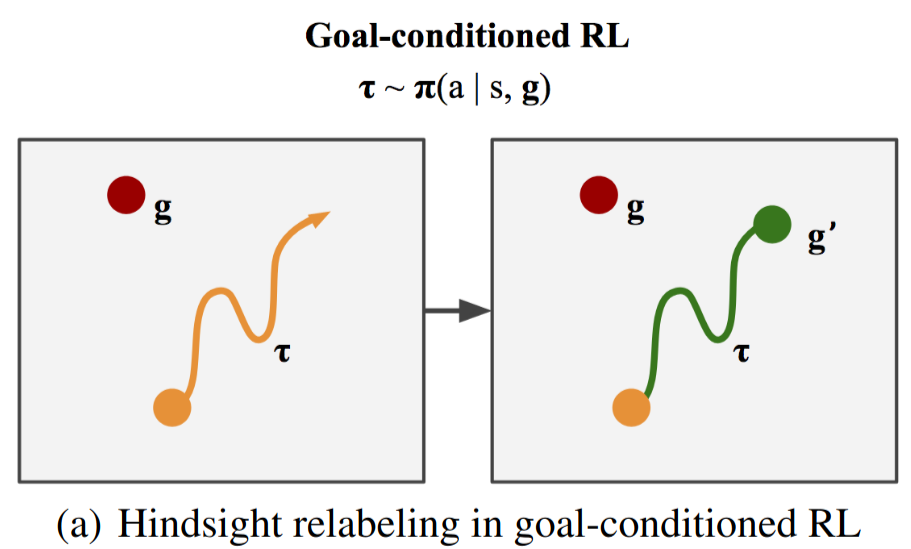 Goal-conditioned RL
τ ~ π(a | s, g)
g
τ
g
g'
τ
(a) Hindsight relabeling in goal-conditioned RL